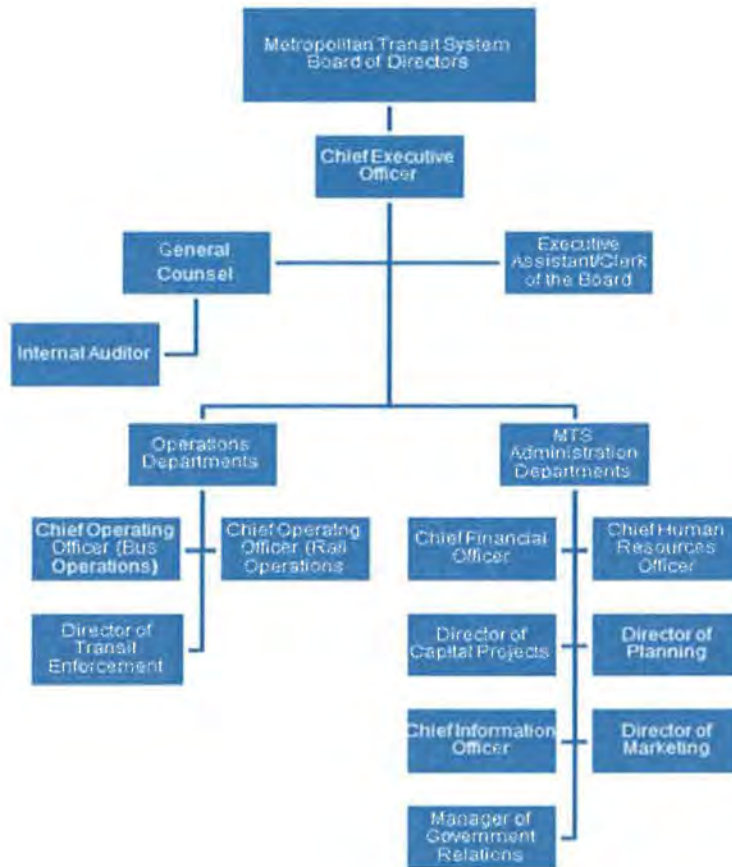 Metropolitan Transit System
Board of Directors
Chief Executive
Officer
General
Counsel
Executive
Assistant/Clerk
of the Board
Internal Auditor
Operations
Departments
MTS
Administration
Departments
Chief Operating
Officer (Bus
Operations)
Chief Operating
Officer (Rail
Operations
Chief Financial
Officer
Chief Human
Resources
Officer
Director of
Transit
Enforcement
Director of
Capital Projects
Director of
Planning
Chief Information
Officer
Director of
Marketing
Manager of
Government
Relations